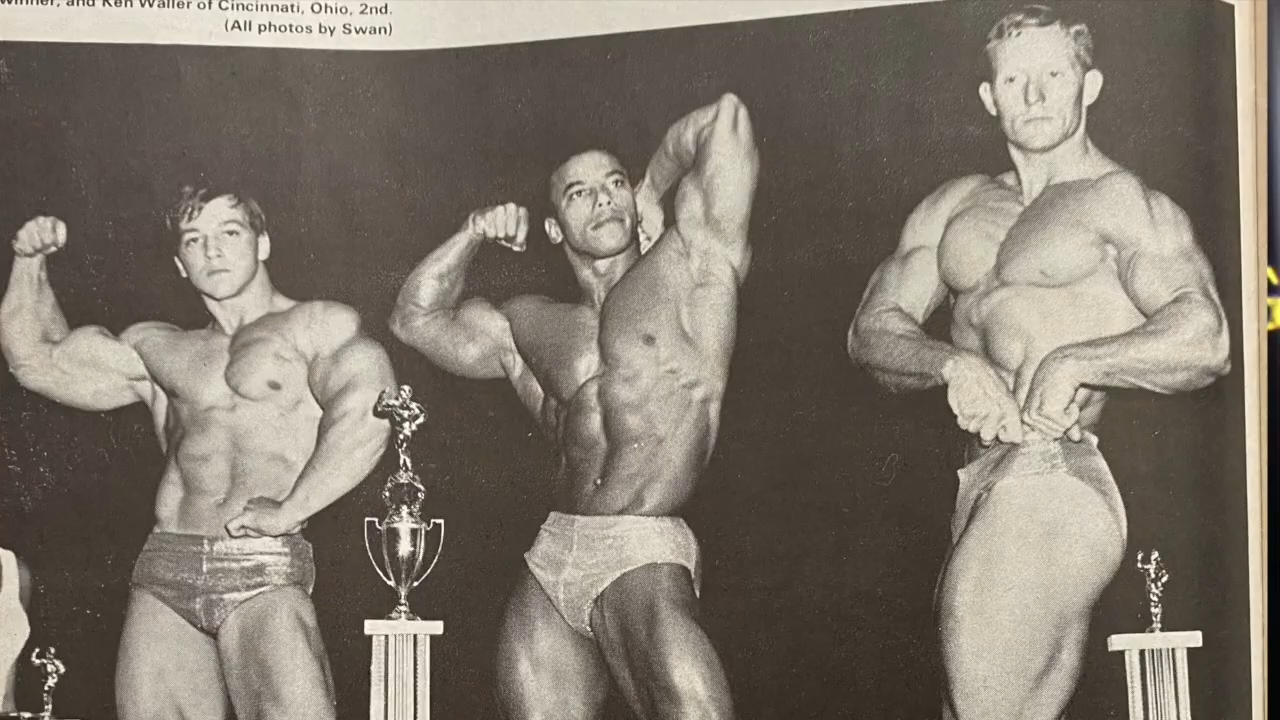 winner, and Ken Waller of Cincinnati, Ohio, 2nd.
(All photos by Swan)